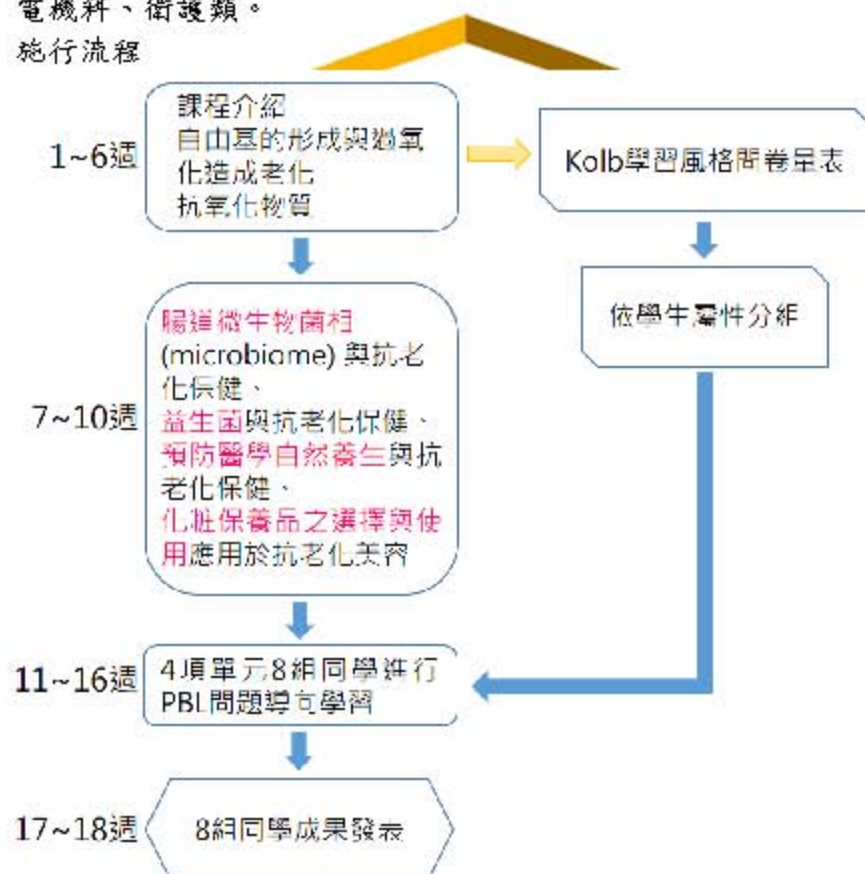 電機科、衛護類。
施行流程
1~6週
課程介紹
自由基的形成與過氧
化造成老化
抗氧化物質
Kolb學習風格問卷量表
依學生屬性分組
7~10週
腸道微生物菌相
(microbiome) 與抗老
化保健、
益生菌與抗老化保健、
預防醫學自然養生與抗
老化保健、
化粧保養品之選擇與使
用應用於抗老化美容
11~16週
4項單元8組同學進行
PBL問題導向學習
17~18週
8組同學成果發表